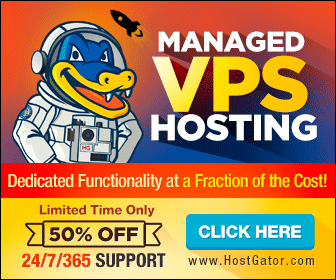 MANAGED
VPS
HOSTING
HG
Dedicated Functionality at a Fraction of the Cost!
Limited Time Only
50% OFF
24/7/365 SUPPORT
CLICK HERE
www.HostGator.com